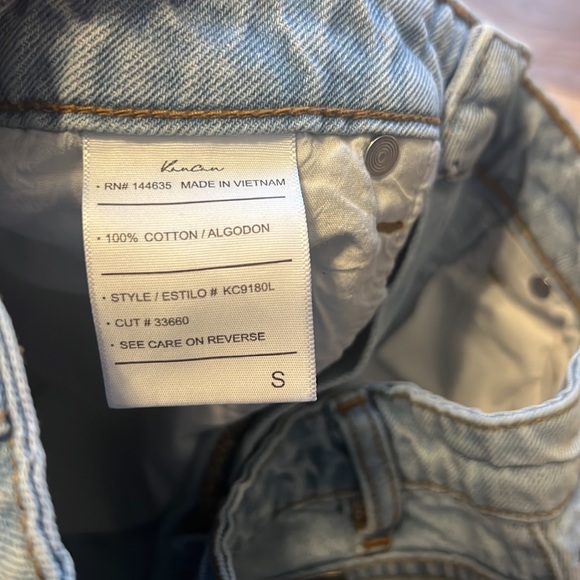 KanCan
• RN# 144635 MADE IN VIETNAM
• 100% COTTON / ALGODON
• STYLE / ESTILO # KC9180L
• CUT # 33660
• SEE CARE ON REVERSE
S